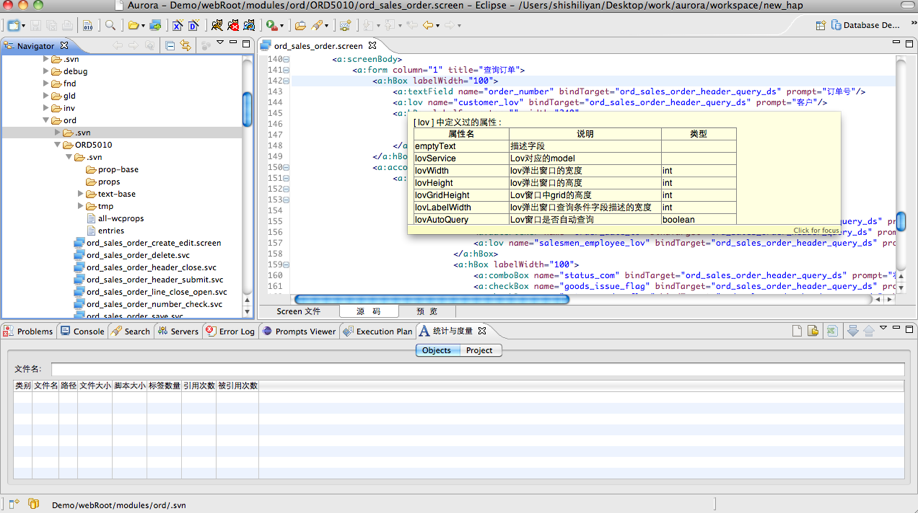 Aurora - Demo/webRoot/modules/ord/ORD5010/ord_sales_order.screen - Eclipse - /Users/shishiliyan/Desktop/work/aurora/workspace/new_hap
Database De...
Navigator
.svn
debug
fnd
gld
inv
ord
.svn
ORD5010
.svn
prop-base
props
text-base
tmp
all-wcprops
entries
ord_sales_order_create_edit.screen
ord_sales_order_delete.svc
ord_sales_order_header_close.svc
ord_sales_order_header_submit.svc
ord_sales_order_line_close_open.svc
ord_sales_order_number_check.svc
ord_sales_order_save.svc
ord_sales_order.screen
140 <a:screenBody>
141 <a:form column="1" title="查询订单">
142 <a:hBox labelWidth="100">
143 <a:textField name="order_number" bindTarget="ord_sales_order_header_query_ds" prompt="订单号"/>
144 <a:lov name="customer_lov" bindTarget="ord_sales_order_header_query_ds" prompt="客户"/>
145
146
147
148
149 </a:hBox>
150 <a:acco
151 <a:
152
153
154
155
156
157
158 <a:lov name="salesmen_employee_lov" bindTarget="ord_sales_order_header_query_ds"
159 </a:hBox>
159 <a:hBox labelWidth="100">
160 <a:comboBox name="status_com" bindTarget="ord_sales_order_header_query_ds" prompt="
161 <a:checkBox name="goods_issue_flag" bindTarget="ord_sales_order_header_query_ds" prom
[ lov ] 中定义过的属性 :
属性名 说明 类型
emptyText 描述字段
lovService Lov对应的model
lovWidth lov弹出窗口的宽度 int
lovHeight lov弹出窗口的高度 int
lovGridHeight Lov窗口中grid的高度 int
lovLabelWidth lov弹出窗口查询条件字段描述的宽度 int
lovAutoQuery Lov窗口是否自动查询 boolean
Click for focus
Screen 文件 源 码 预 览
Problems Console Search Servers Error Log Prompts Viewer Execution Plan 统计与度量
Objects Project
文件名:
类别 文件名 路径 文件大小 脚本大小 标签数量 引用次数 被引用次数
Demo/webRoot/modules/ord/.svn